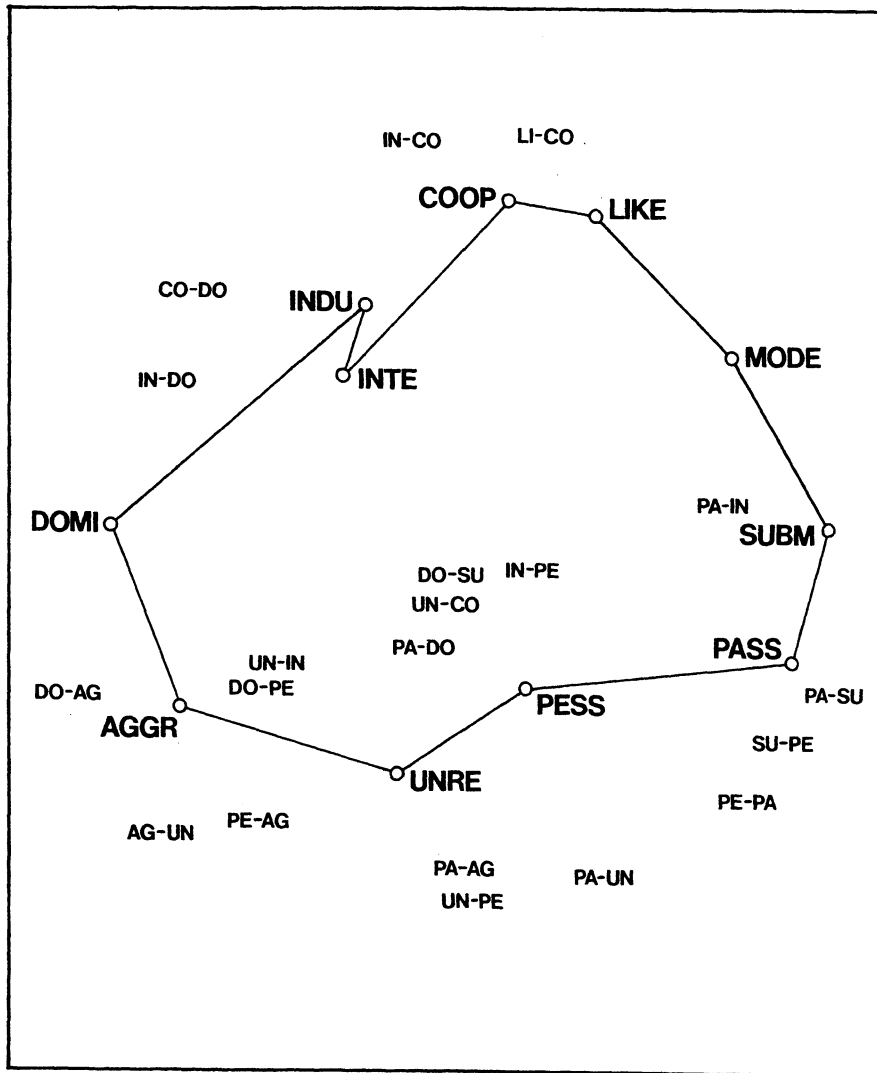 IN-CO
LI-CO
COOP
LIKE
CO-DO
INDU
MODE
INTE
IN-DO
PA-IN
DOMI
SUBM
DO-SU
IN-PE
UN-CO
PA-DO
PASS
UN-IN
DO-PE
DO-AG
PA-SU
PESS
AGGR
SU-PE
UNRE
PE-PA
PE-AG
AG-UN
PA-AG
PA-UN
UN-PE